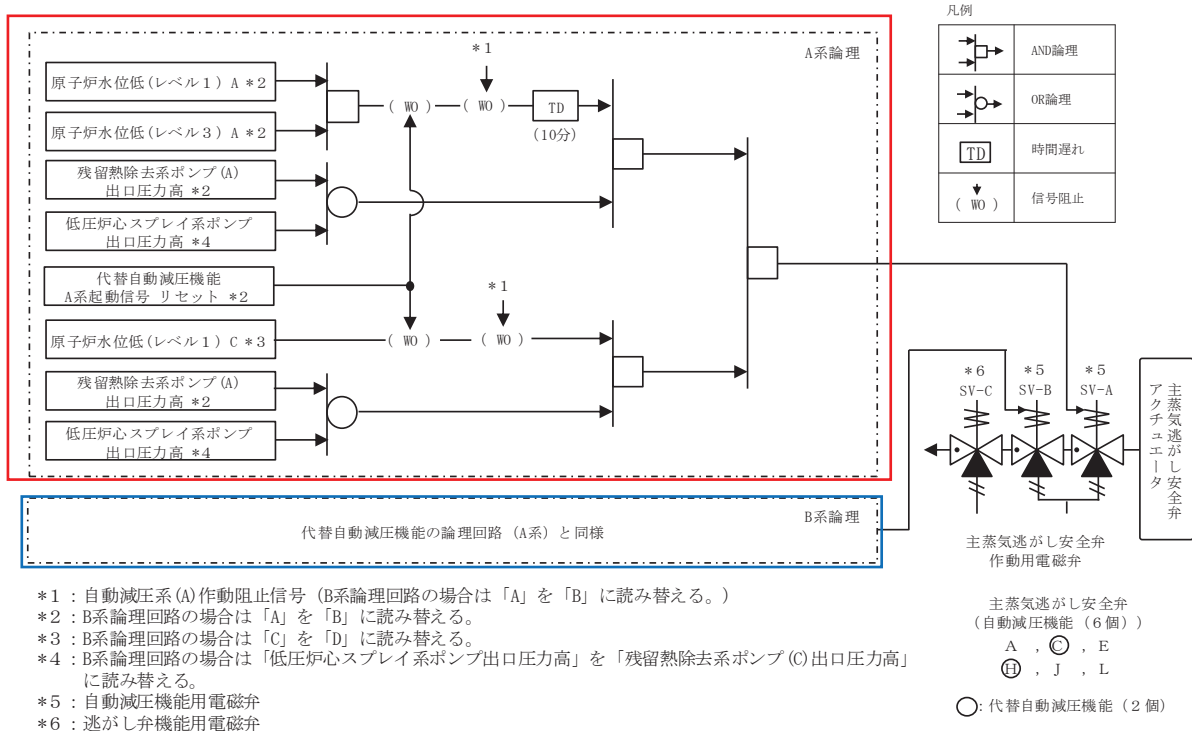 A系論理
原子炉水位低(レベル1) A *2
原子炉水位低(レベル3) A *2
残留熱除去系ポンプ(A)
出口圧力高 *2
低圧炉心スプレイ系ポンプ
出口圧力高 *4
代替自動減圧機能
A系起動信号 リセット *2
原子炉水位低(レベル1) C *3
残留熱除去系ポンプ(A)
出口圧力高 *2
低圧炉心スプレイ系ポンプ
出口圧力高 *4
*1
( WO )
( WO )
TD
(10分)
*1
( WO )
( WO )
B系論理
代替自動減圧機能の論理回路（A系）と同様
凡例
AND論理
OR論理
TD
時間遅れ
( WO )
信号阻止
*6
SV-C
*5
SV-B
*5
SV-A
主蒸気逃がし安全弁
アクチュエータ
主蒸気逃がし安全弁
作動用電磁弁
主蒸気逃がし安全弁
（自動減圧機能（6個））
A , C , E
H , J , L
○: 代替自動減圧機能（2個）
*1：自動減圧系(A)作動阻止信号（B系論理回路の場合は「A」を「B」に読み替える。）
*2：B系論理回路の場合は「A」を「B」に読み替える。
*3：B系論理回路の場合は「C」を「D」に読み替える。
*4：B系論理回路の場合は「低圧炉心スプレイ系ポンプ出口圧力高」を「残留熱除去系ポンプ(C)出口圧力高」
に読み替える。
*5：自動減圧機能用電磁弁
*6：逃がし弁機能用電磁弁